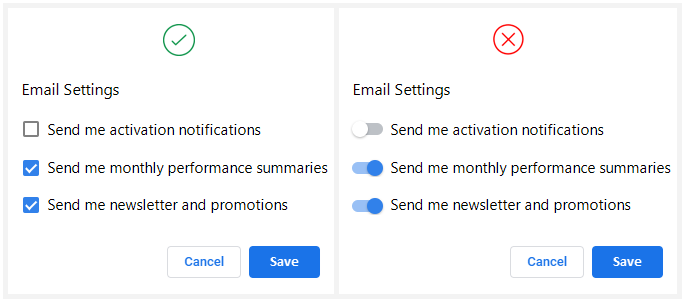 Email Settings
Send me activation notifications
Send me monthly performance summaries
Send me newsletter and promotions
Cancel
Save
Email Settings
Send me activation notifications
Send me monthly performance summaries
Send me newsletter and promotions
Cancel
Save